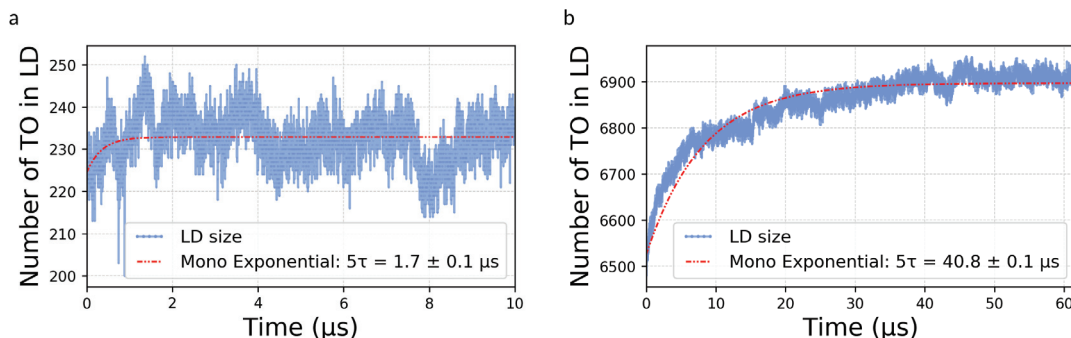 a
Number of TO in LD
250
240
230
220
210
200
LD size
Mono Exponential: 5τ = 1.7 ± 0.1 μs
0 2 4 6 8 10
Time (μs)
b
Number of TO in LD
6900
6800
6700
6600
6500
LD size
Mono Exponential: 5τ = 40.8 ± 0.1 μs
0 10 20 30 40 50 60
Time (μs)